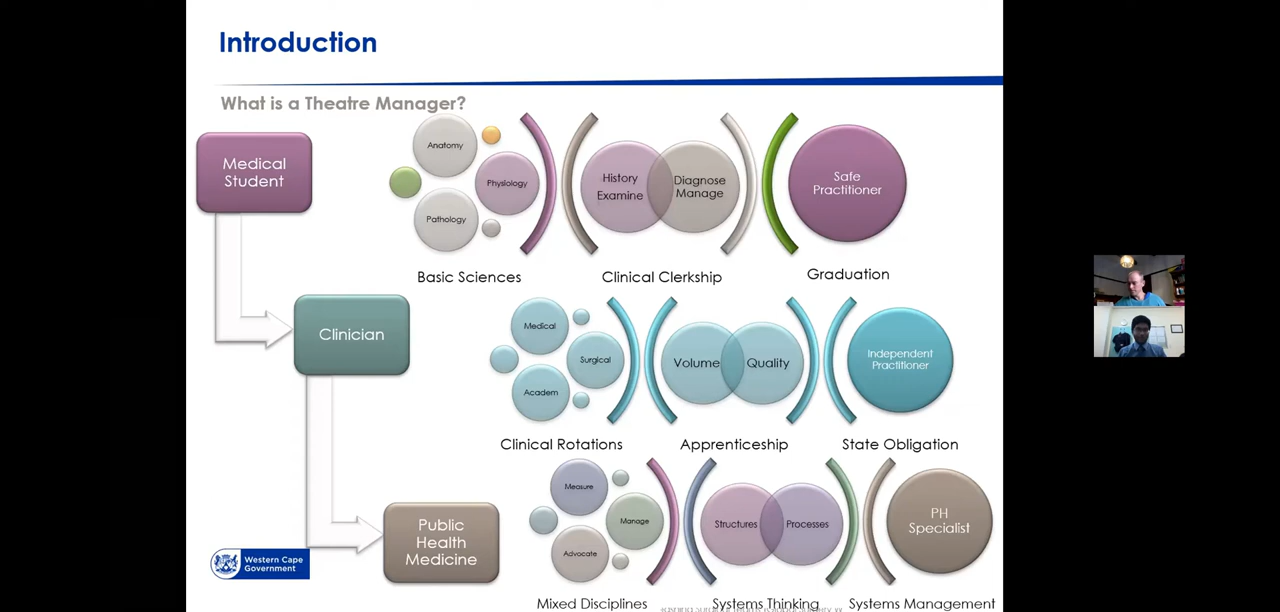 Introduction
What is a Theatre Manager?
Medical
Student
Anatomy
Physiology
Pathology
Basic Sciences
History
Examine
Diagnose
Manage
Clinical Clerkship
Safe
Practitioner
Graduation
Clinician
Medical
Surgical
Academ
Clinical Rotations
Volume
Quality
Apprenticeship
Independent
Practitioner
State Obligation
Public
Health
Medicine
Measure
Manage
Advocate
Mixed Disciplines
Structures
Processes
Systems Thinking
PH
Specialist
Systems Management
Western Cape
Government